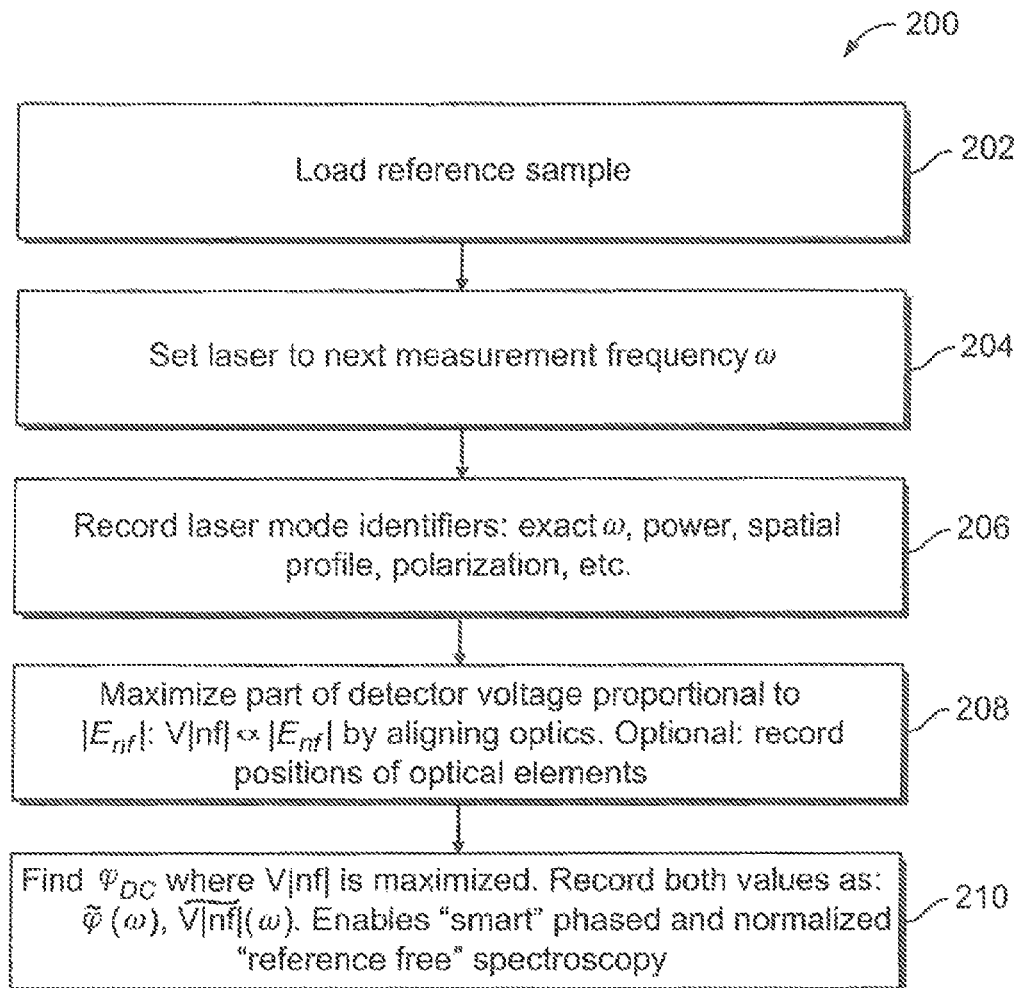 200
Load reference sample
202
Set laser to next measurement frequency ω
204
Record laser mode identifiers: exact ω, power, spatial
profile, polarization, etc.
206
Maximize part of detector voltage proportional to
|Enf|: V|nf| ∝ |Enf| by aligning optics. Optional: record
positions of optical elements
208
Find φDC where V|nf| is maximized. Record both values as:
φ̃ (ω), V͠|nf|(ω). Enables “smart” phased and normalized
“reference free” spectroscopy
210